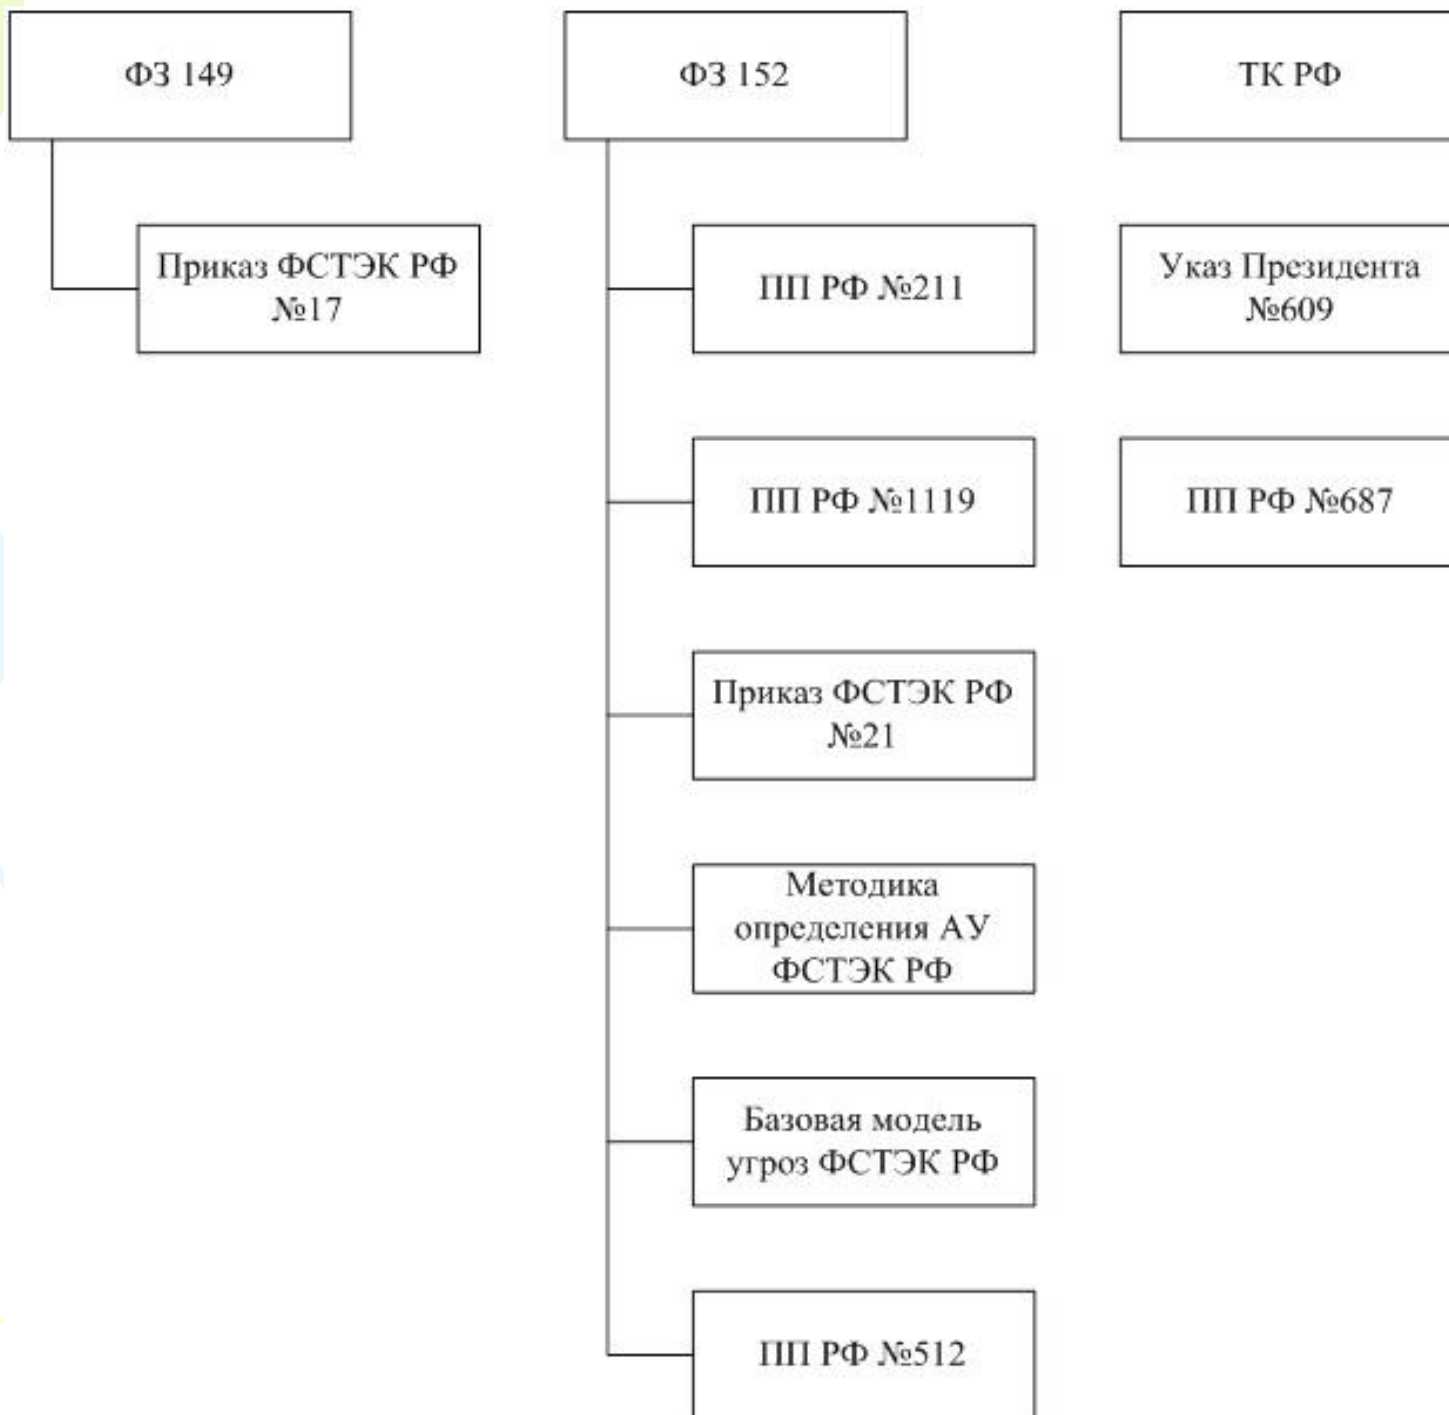 ФЗ 149
Приказ ФСТЭК РФ
№17
ФЗ 152
ПП РФ №211
ПП РФ №1119
Приказ ФСТЭК РФ
№21
Методика
определения АУ
ФСТЭК РФ
Базовая модель
угроз ФСТЭК РФ
ПП РФ №512
ТК РФ
Указ Президента
№609
ПП РФ №687